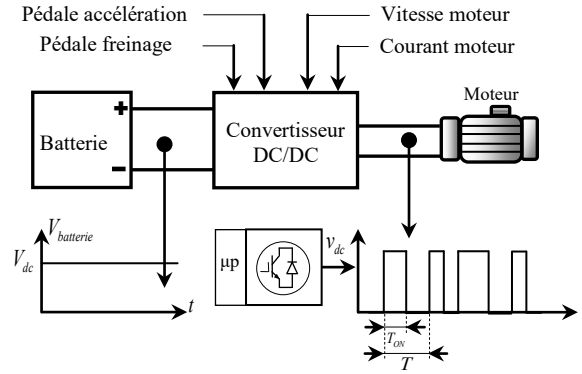 Pédale accélération
Vitesse moteur
Pédale freinage
Courant moteur
Moteur
Batterie
+
-
Convertisseur
DC/DC
V_batterie
V_dc
t
µp
v_dc
T_ON
T